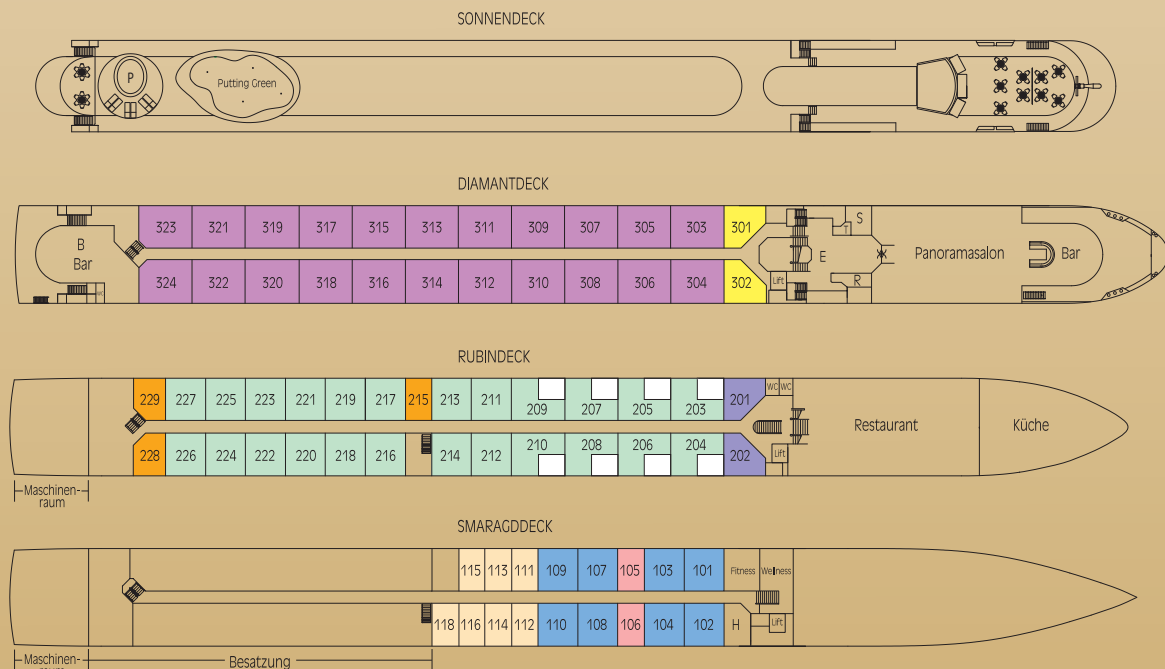 SONNENDECK
P
Putting Green
DIAMANTDECK
323 321 319 317 315 313 311 309 307 305 303 301
S
B
Bar
E
Panoramasalon
Bar
324 322 320 318 316 314 312 310 308 306 304 302
Lift
R
RUBINDECK
229 227 225 223 221 219 217 215 213 211 209 207 205 203 201
WC WC
Restaurant
Küche
228 226 224 222 220 218 216 214 212 210 208 206 204 202
Lift
Maschinen-
raum
SMARAGDDECK
115 113 111 109 107 105 103 101
Fitness
Wellness
118 116 114 112 110 108 106 104 102
H
Lift
Maschinen-
Besatzung